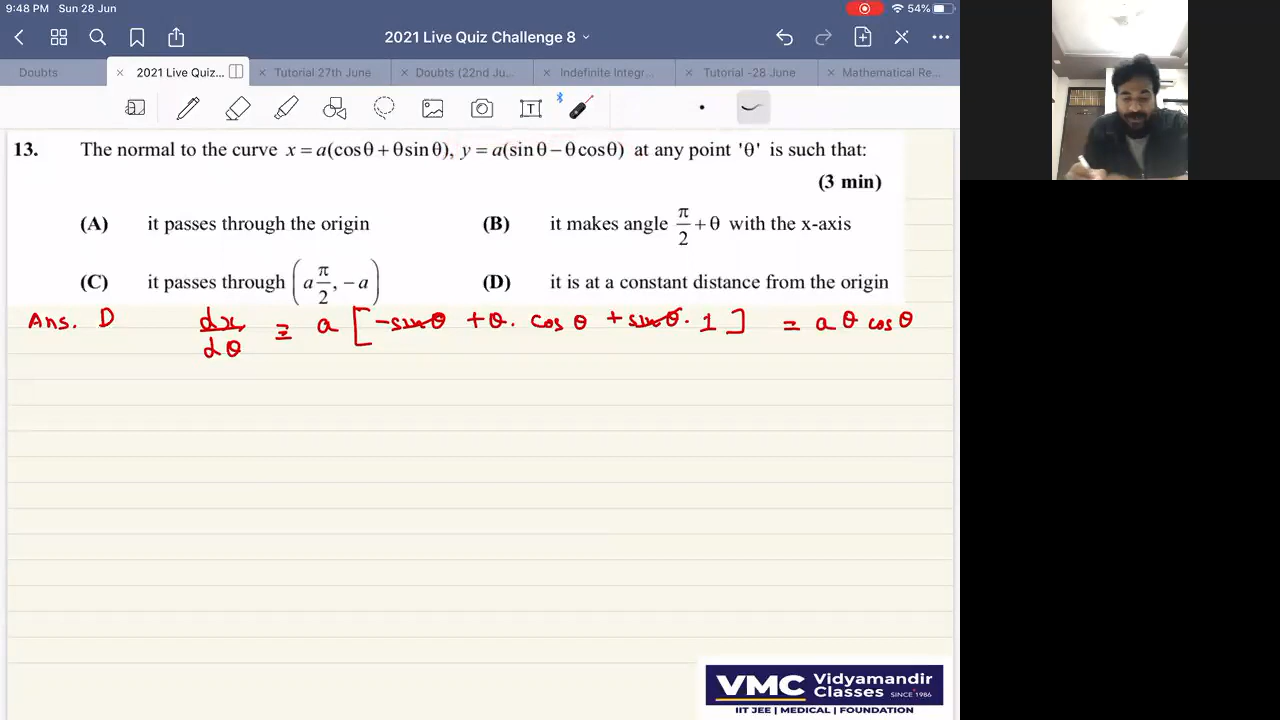 9:48 PM Sun 28 Jun
54%
2021 Live Quiz Challenge 8
Doubts
2021 Live Quiz...
Tutorial 27th June
Doubts (22nd Ju...
Indefinite Integr...
Tutorial -28 June
Mathematical Re...
13. The normal to the curve x = a(cosθ + θsinθ), y = a(sinθ − θcosθ) at any point 'θ' is such that:
(3 min)
(A) it passes through the origin
(B) it makes angle π/2 + θ with the x-axis
(C) it passes through (a π/2, −a)
(D) it is at a constant distance from the origin
Ans. D dx/dθ = a [-sinθ + θ. cosθ + sinθ. 1] = aθ cosθ
VMC Vidyamandir
Classes SINCE 1986
IIT JEE | MEDICAL | FOUNDATION